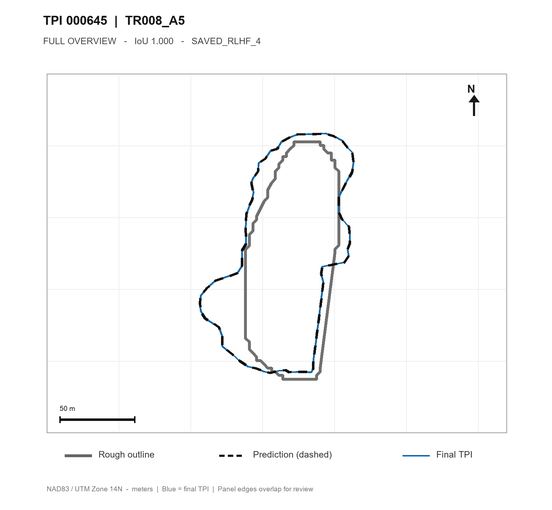 TPI 000645 | TR008_A5
FULL OVERVIEW - IoU 1.000 - SAVED_RLHF_4
N
50 m
Rough outline
Prediction (dashed)
Final TPI
NAD83 / UTM Zone 14N - meters | Blue = final TPI | Panel edges overlap for review